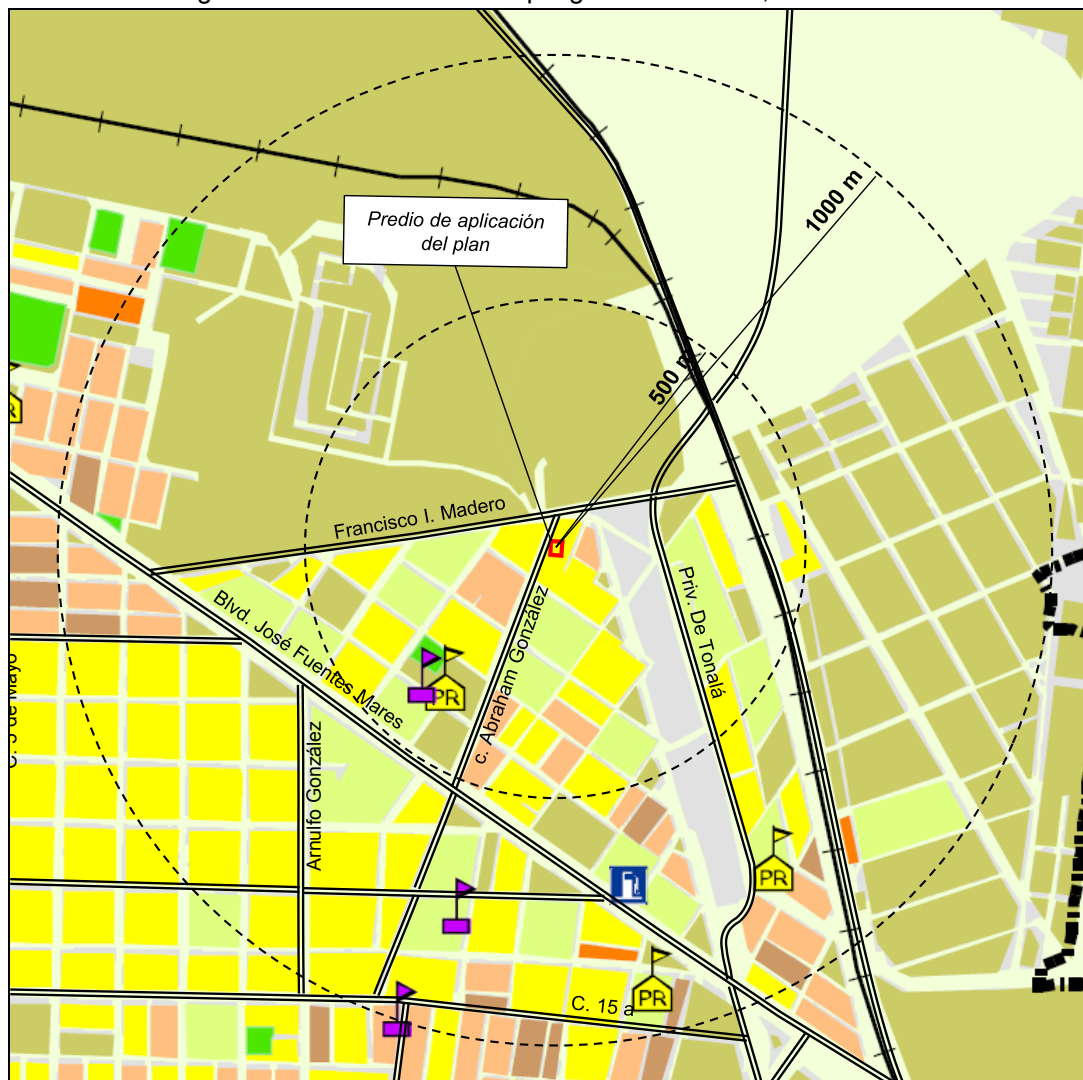 1000 m
Predio de aplicación
del plan
500 m
Francisco I. Madero
Blvd. José Fuentes Mares
c. Abraham González
Priv. De Tonalá
PR
Arnulfo González
PR
PR
C. 15 a